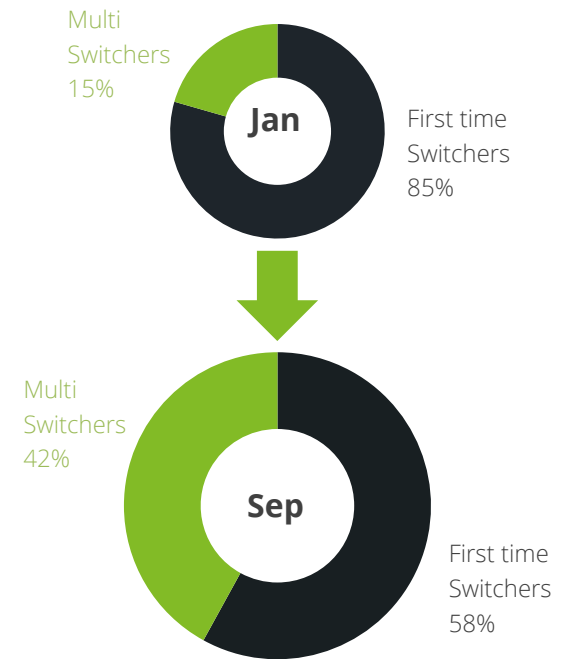 Multi
Switchers
15%
Jan
First time
Switchers
85%
Multi
Switchers
42%
Sep
First time
Switchers
58%